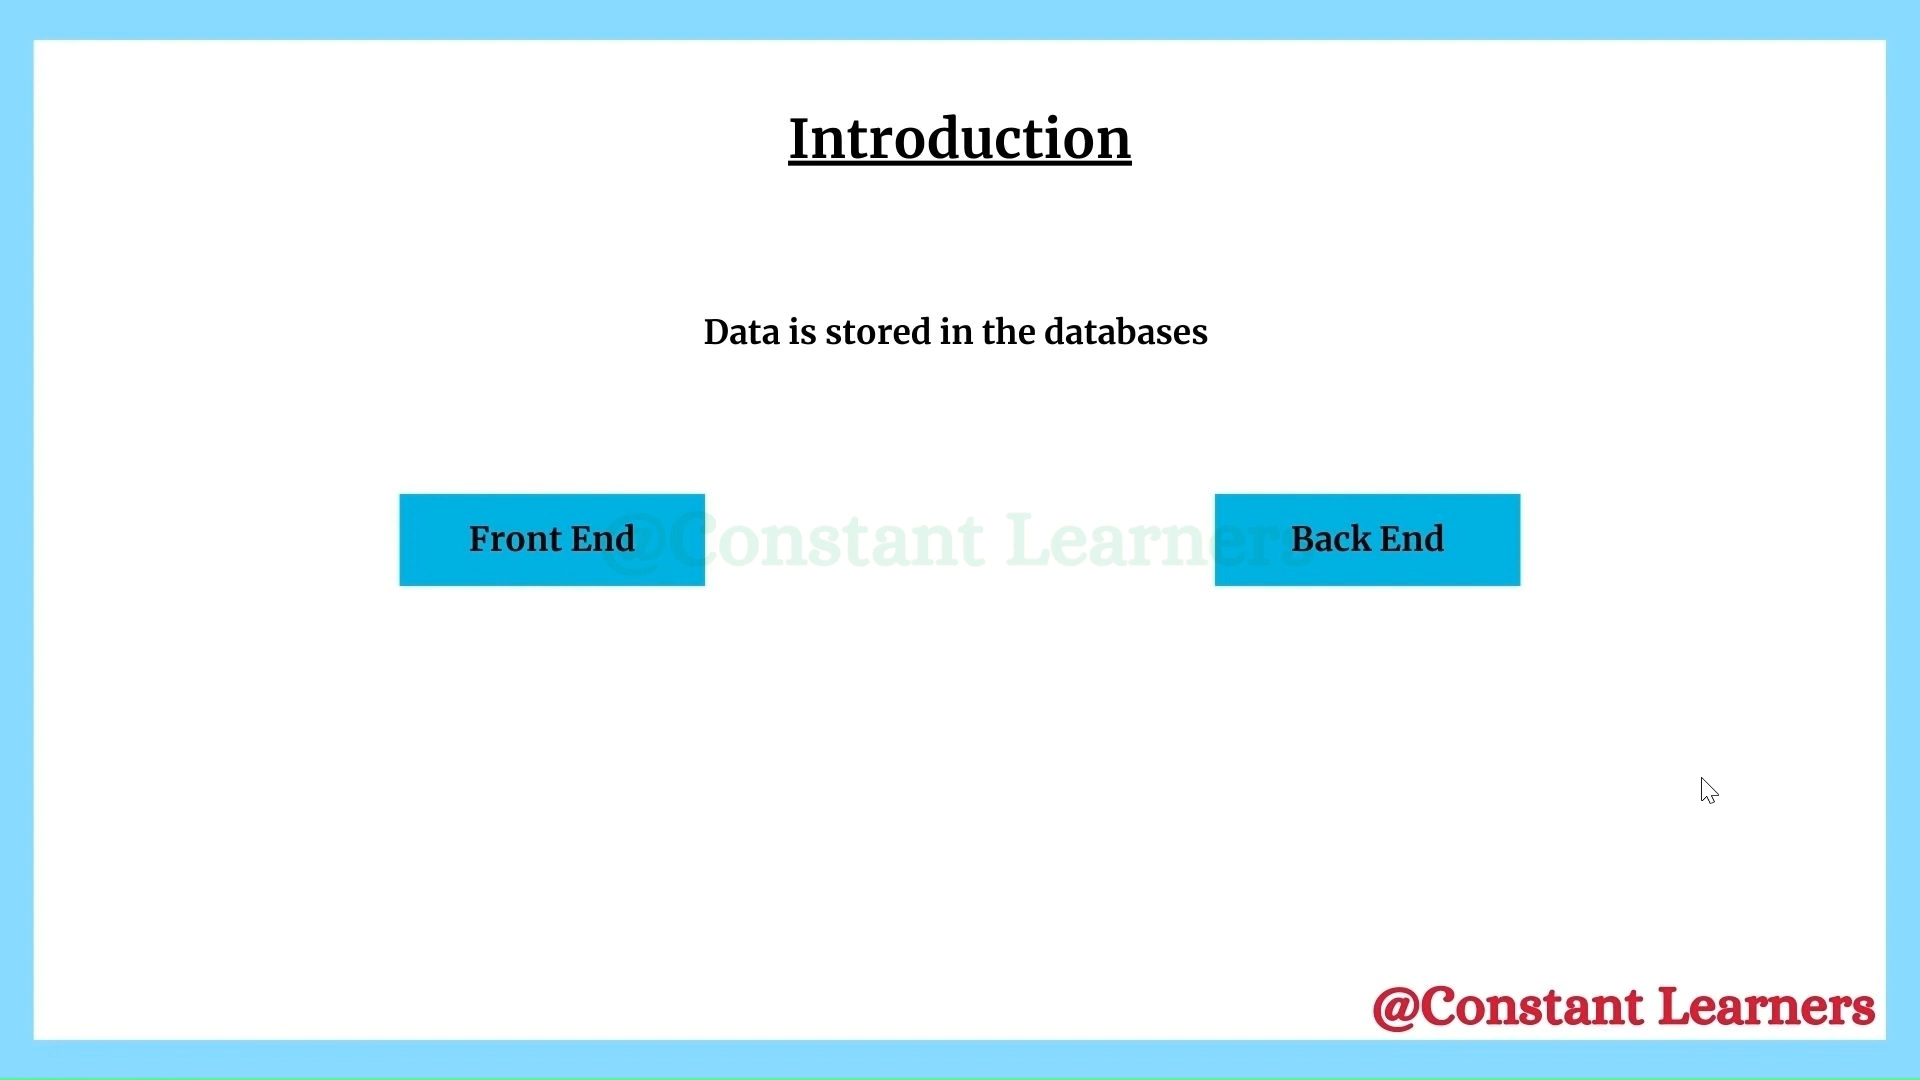 Introduction
Data is stored in the databases
Front End
@Constant Learners
Back End
@Constant Learners